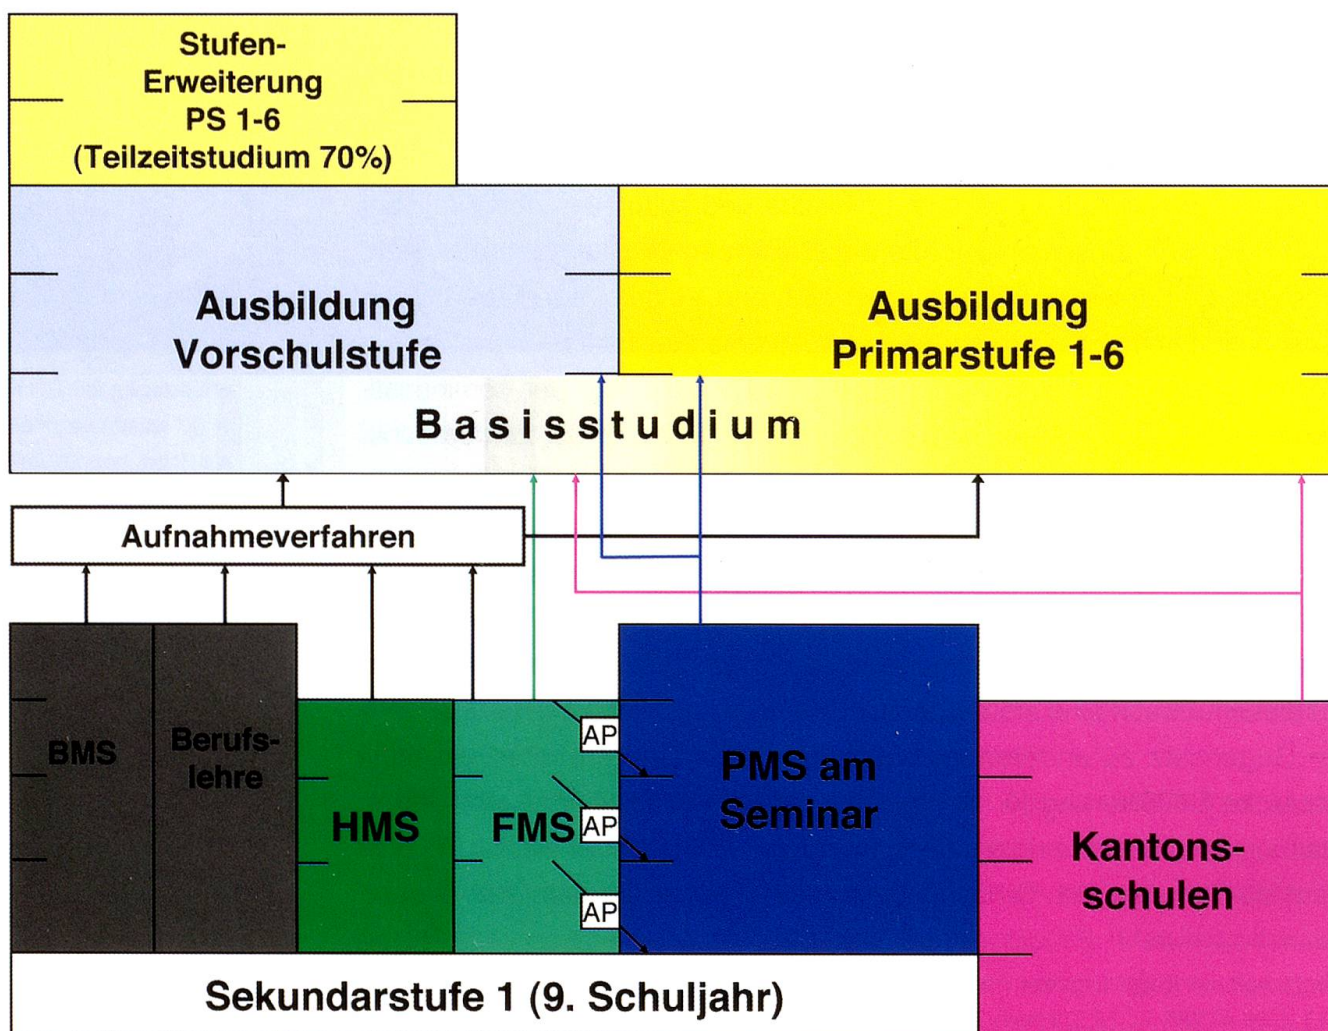 Stufen-
Erweiterung
PS 1-6
(Teilzeitstudium 70%)
Ausbildung
Vorschulstufe
Ausbildung
Primarstufe 1-6
Basisstudium
Aufnahmeverfahren
BMS
Berufs-
lehre
HMS
FMS
AP
AP
AP
PMS am
Seminar
Kantons-
schulen
Sekundarstufe 1 (9. Schuljahr)